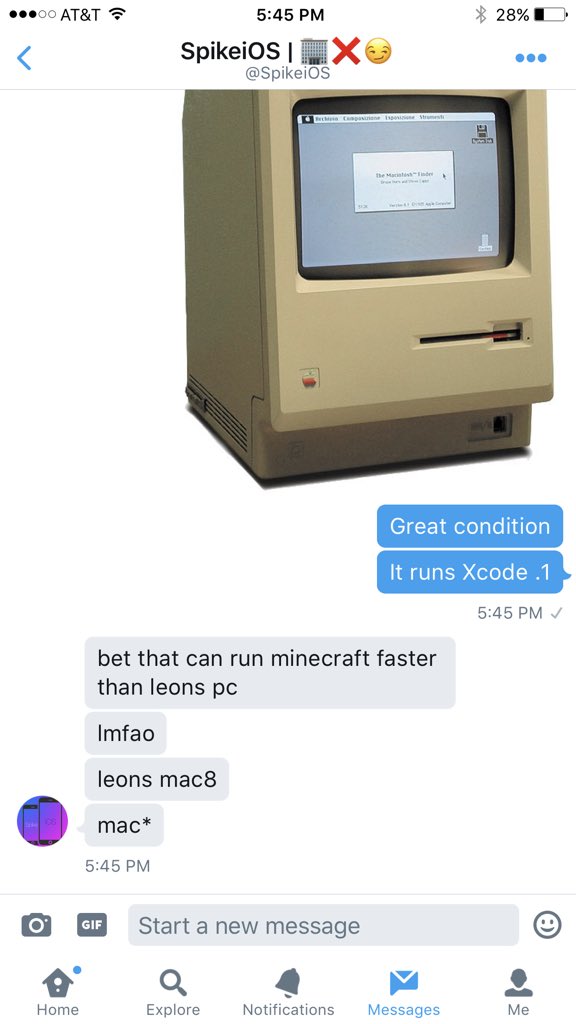 AT&T
5:45 PM
28%
SpikeiOS | 🏢❌😏
@SpikeiOS
Archivio Composizione Esposizione Strumenti
The Macintosh™ Finder
Great condition
It runs Xcode .1
5:45 PM ✓
bet that can run minecraft faster
than leons pc
lmfao
leons mac8
mac*
5:45 PM
GIF
Start a new message
Home
Explore
Notifications
Messages
Me